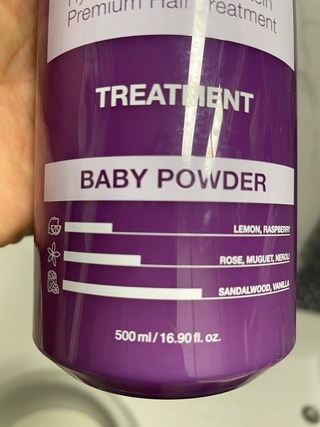 Premium Hair Treatment
TREATMENT
BABY POWDER
LEMON, RASPBERRY
ROSE, MUGUET, NEROLI
SANDALWOOD, VANILLA
500 ml / 16.90 fl. oz.